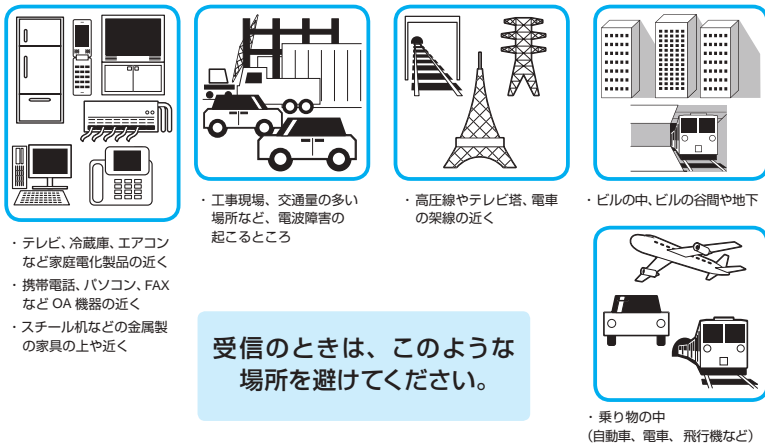 ・テレビ、冷蔵庫、エアコン
など家庭電化製品の近く
・携帯電話、パソコン、FAX
など OA 機器の近く
・スチール机などの金属製
の家具の上や近く
・工事現場、交通量の多い
場所など、電波障害の
起こるところ
・高圧線やテレビ塔、電車
の架線の近く
・ビルの中、ビルの谷間や地下
・乗り物の中
（自動車、電車、飛行機など）
受信のときは、このような
場所を避けてください。